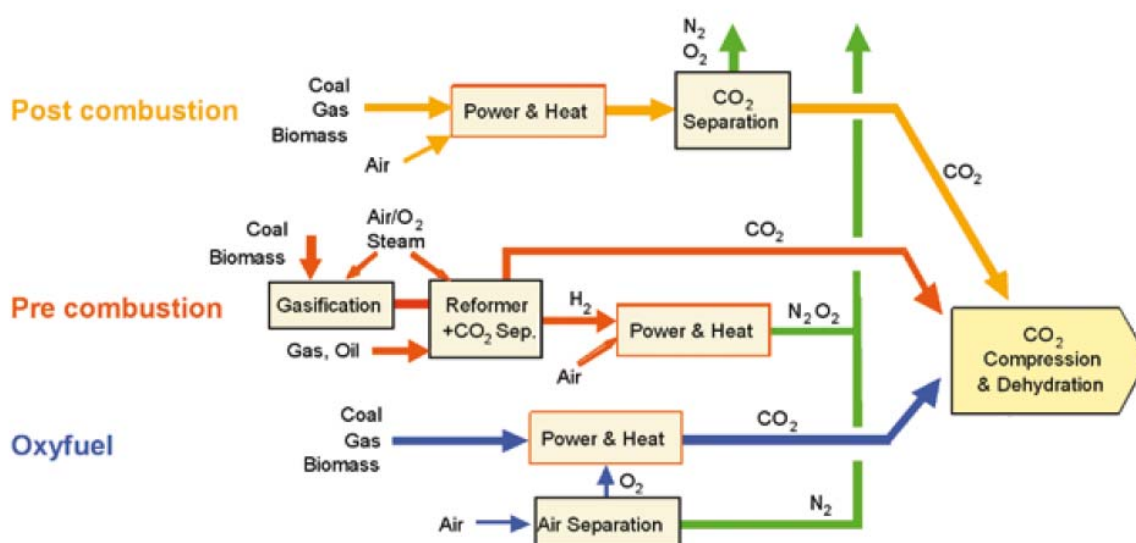 N₂
O₂
Post combustion
Coal
Gas
Biomass
Air
Power & Heat
CO₂
Separation
CO₂
Pre combustion
Coal
Biomass
Air/O₂
Steam
Gasification
Gas, Oil
Reformer
+CO₂ Sep.
H₂
Air
Power & Heat
N₂O₂
CO₂
CO₂
Compression
& Dehydration
Oxyfuel
Coal
Gas
Biomass
Power & Heat
CO₂
O₂
Air
Air Separation
N₂